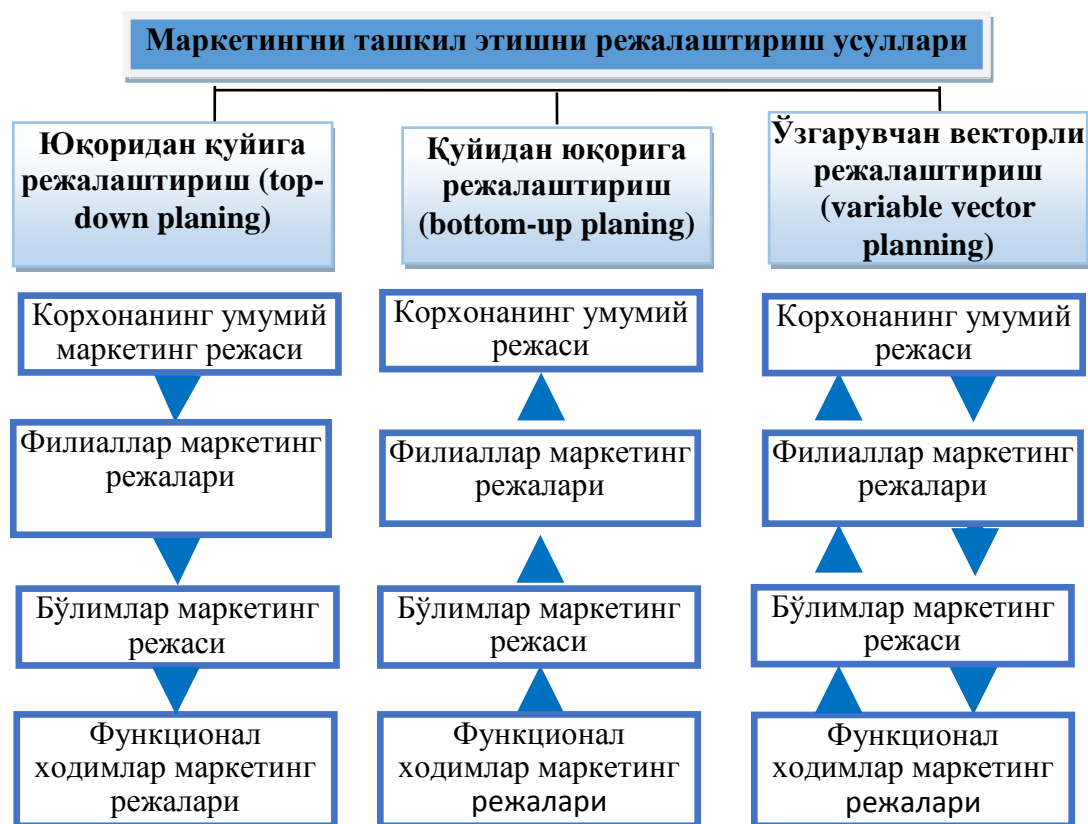 Маркетингни ташкил этишни режалаштириш усуллари
Юқоридан қуйига
режалаштириш (top-
down planing)
Қуйидан юқорига
режалаштириш
(bottom-up planing)
Ўзгарувчан векторли
режалаштириш
(variable vector
planning)
Корхонанинг умумий
маркетинг режаси
Корхонанинг умумий
режаси
Корхонанинг умумий
режаси
Филиаллар маркетинг
режалари
Филиаллар маркетинг
режалари
Филиаллар маркетинг
режалари
Бўлимлар маркетинг
режаси
Бўлимлар маркетинг
режаси
Бўлимлар маркетинг
режаси
Функционал
ходимлар маркетинг
режалари
Функционал
ходимлар маркетинг
режалари
Функционал
ходимлар маркетинг
режалари